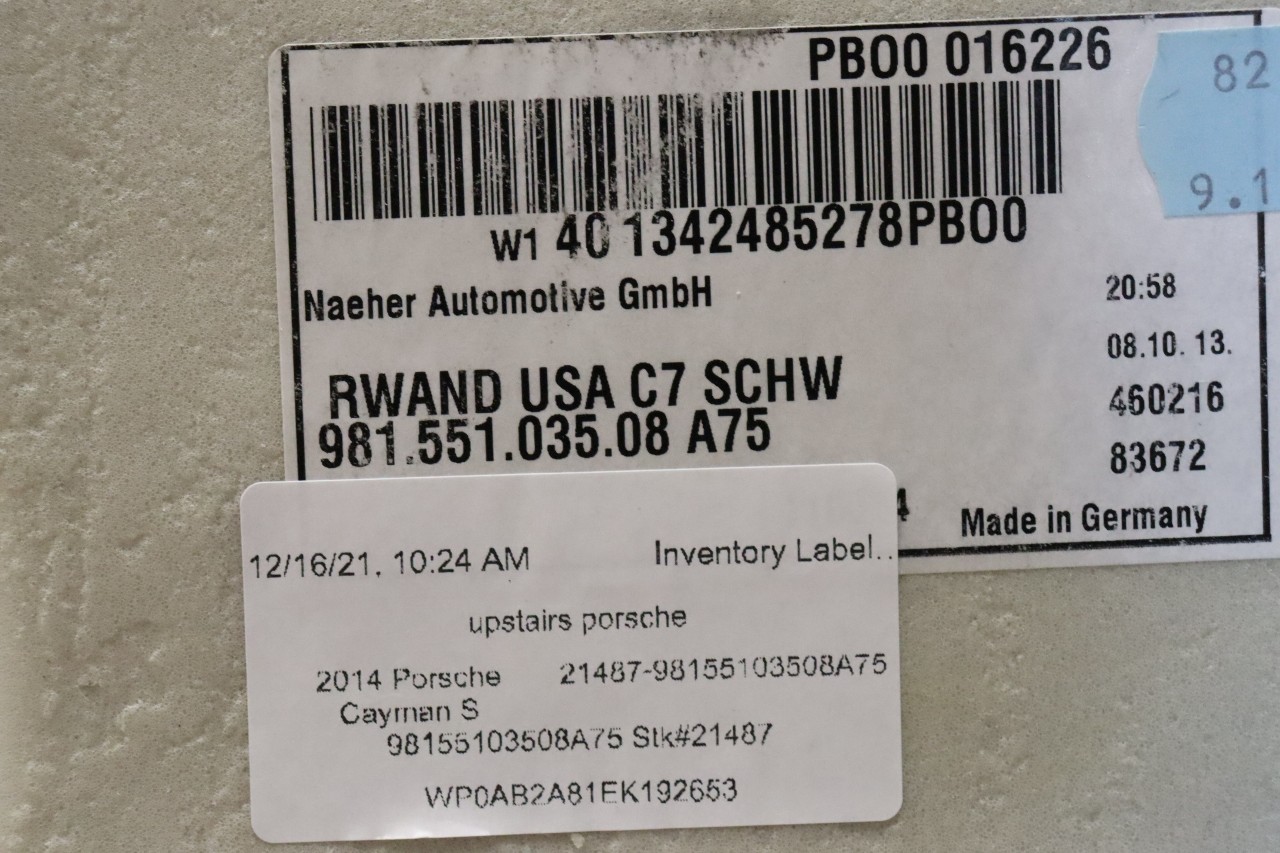 PBO0 016226
82
9.1
W1 40 1342485278PBO0
Naeher Automotive GmbH
20:58
08.10. 13.
RWAND USA C7 SCHW
460216
981.551.035.08 A75
83672
4
Made in Germany
12/16/21, 10:24 AM Inventory Label..
upstairs porsche
2014 Porsche 21487-98155103508A75
Cayman S
98155103508A75 Stk#21487
WP0AB2A81EK192653